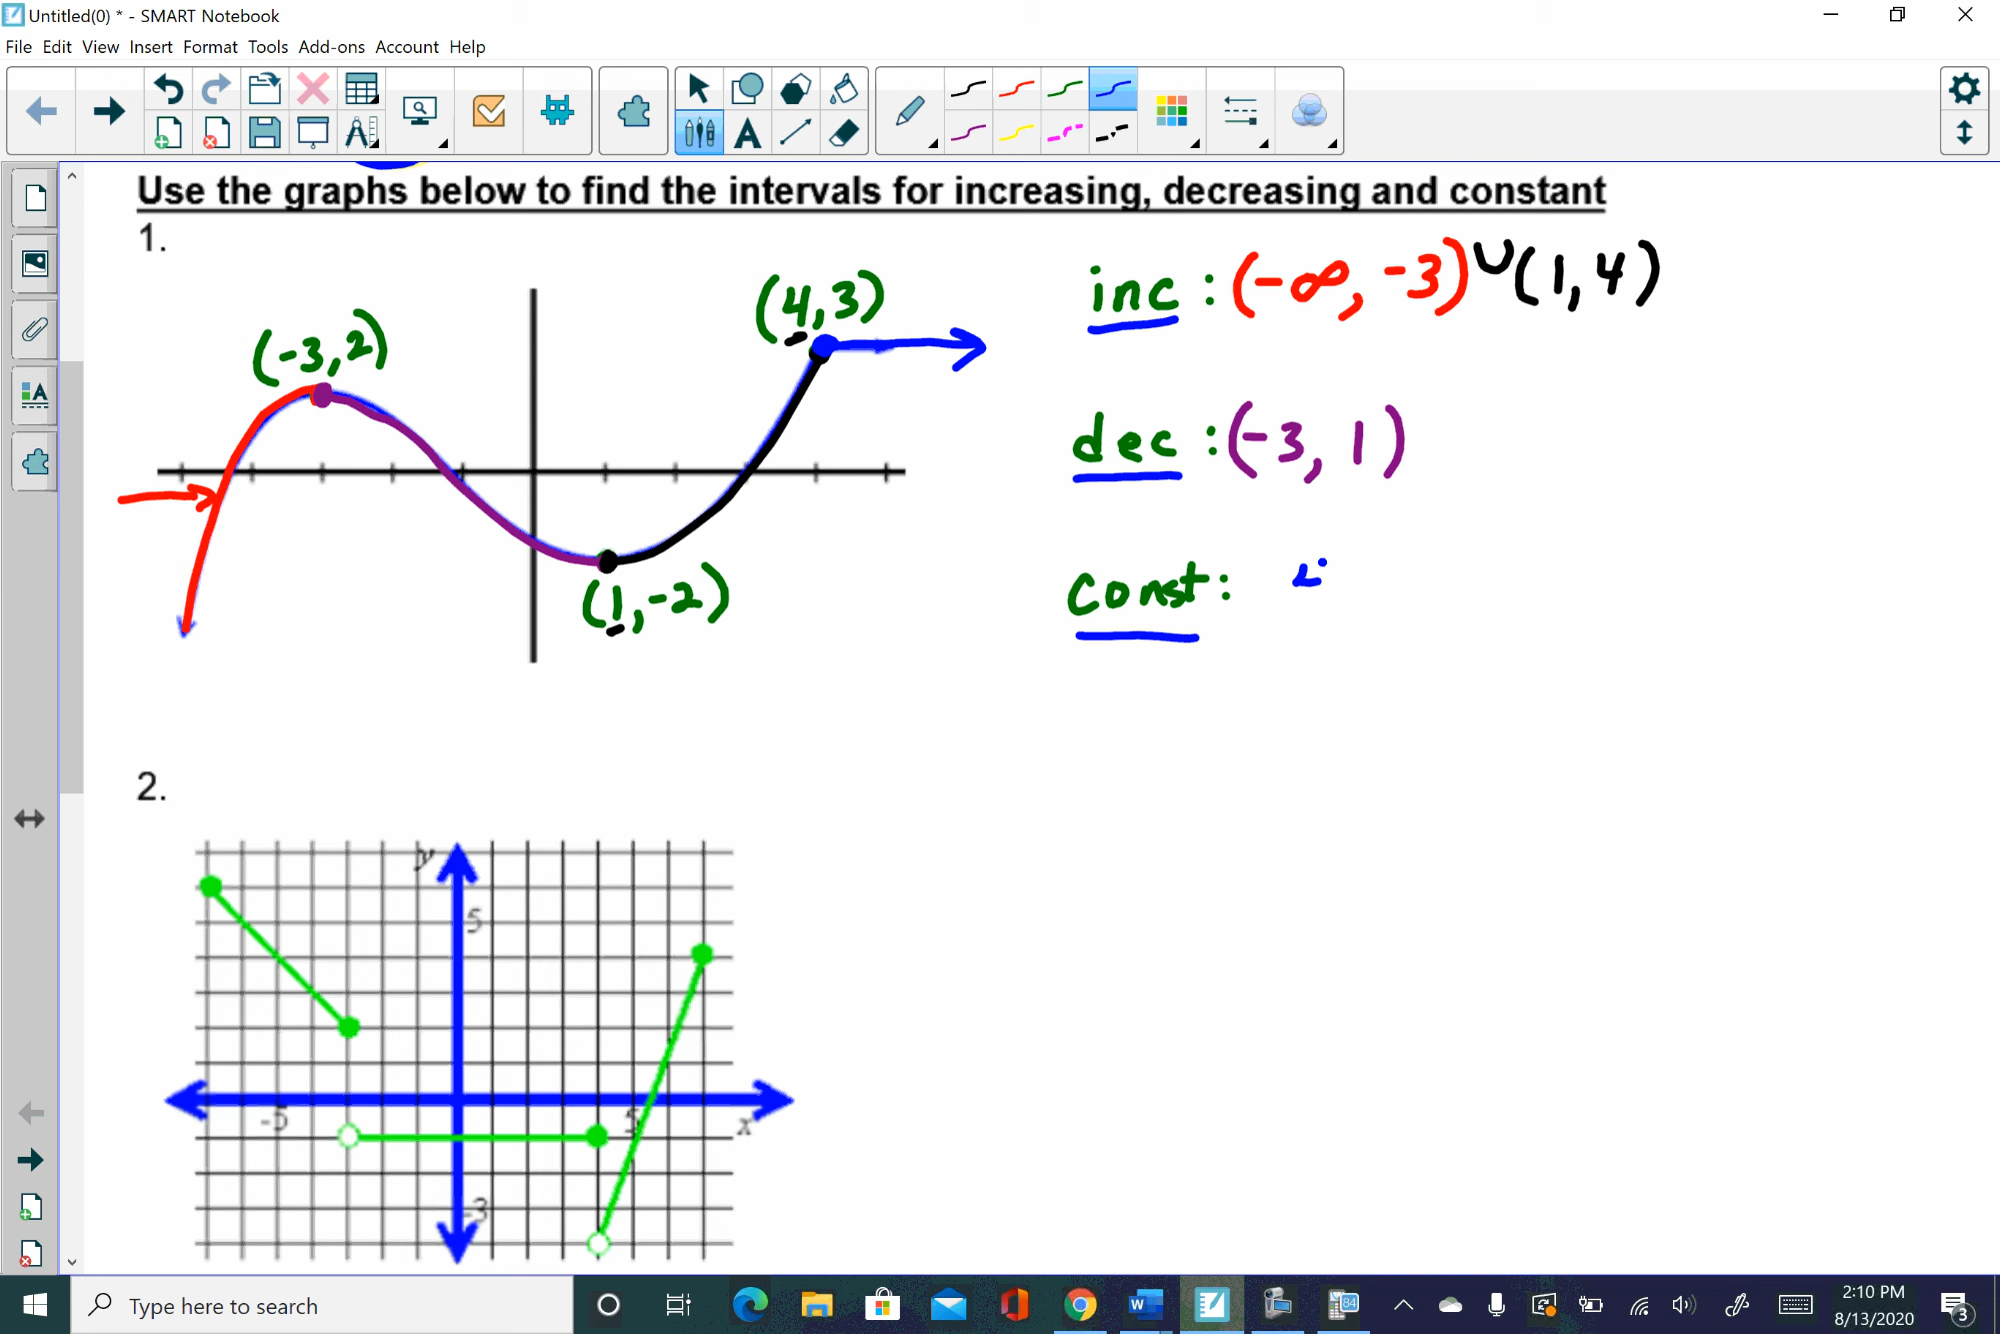 Untitled(0) * - SMART Notebook
File Edit View Insert Format Tools Add-ons Account Help
Use the graphs below to find the intervals for increasing, decreasing and constant
1.
(-3,2)
(4,3)
(1,-2)
inc : (-∞, -3) ∪ (1, 4)
dec : (-3, 1)
const :
2.
y
5
-5
5
x
-3
Type here to search
84
2:10 PM
8/13/2020
3